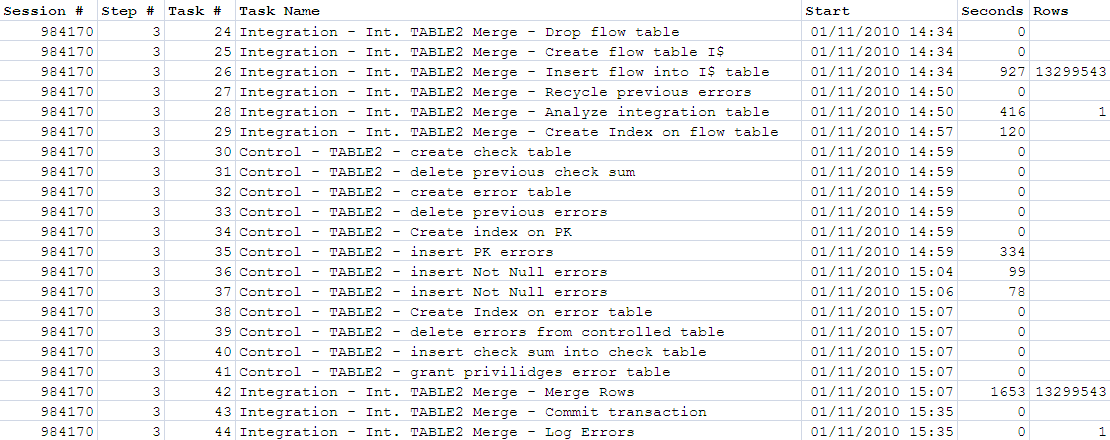 Session # Step # Task # Task Name Start Seconds Rows
984170 3 24 Integration - Int. TABLE2 Merge - Drop flow table 01/11/2010 14:34 0
984170 3 25 Integration - Int. TABLE2 Merge - Create flow table I$ 01/11/2010 14:34 0
984170 3 26 Integration - Int. TABLE2 Merge - Insert flow into I$ table 01/11/2010 14:34 927 13299543
984170 3 27 Integration - Int. TABLE2 Merge - Recycle previous errors 01/11/2010 14:50 0
984170 3 28 Integration - Int. TABLE2 Merge - Analyze integration table 01/11/2010 14:50 416 1
984170 3 29 Integration - Int. TABLE2 Merge - Create Index on flow table 01/11/2010 14:57 120
984170 3 30 Control - TABLE2 - create check table 01/11/2010 14:59 0
984170 3 31 Control - TABLE2 - delete previous check sum 01/11/2010 14:59 0
984170 3 32 Control - TABLE2 - create error table 01/11/2010 14:59 0
984170 3 33 Control - TABLE2 - delete previous errors 01/11/2010 14:59 0
984170 3 34 Control - TABLE2 - Create index on PK 01/11/2010 14:59 0
984170 3 35 Control - TABLE2 - insert PK errors 01/11/2010 14:59 334
984170 3 36 Control - TABLE2 - insert Not Null errors 01/11/2010 15:04 99
984170 3 37 Control - TABLE2 - insert Not Null errors 01/11/2010 15:06 78
984170 3 38 Control - TABLE2 - Create Index on error table 01/11/2010 15:07 0
984170 3 39 Control - TABLE2 - delete errors from controlled table 01/11/2010 15:07 0
984170 3 40 Control - TABLE2 - insert check sum into check table 01/11/2010 15:07 0
984170 3 41 Control - TABLE2 - grant privilidges error table 01/11/2010 15:07 0
984170 3 42 Integration - Int. TABLE2 Merge - Merge Rows 01/11/2010 15:07 1653 13299543
984170 3 43 Integration - Int. TABLE2 Merge - Commit transaction 01/11/2010 15:35 0
984170 3 44 Integration - Int. TABLE2 Merge - Log Errors 01/11/2010 15:35 0 1